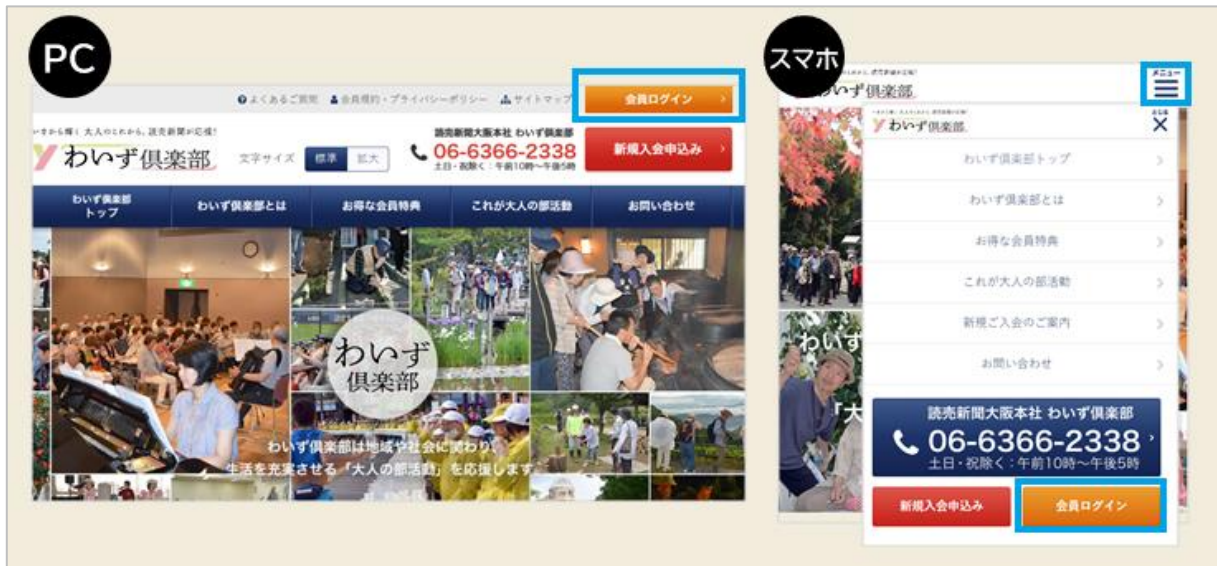 PC
よくあるご質問
会員規約・プライバシーポリシー
サイトマップ
会員ログイン
いまから輝く大人のこれから、読売新聞が応援!
わいず倶楽部
文字サイズ
標準
拡大
読売新聞大阪本社 わいず倶楽部
06-6366-2338
土日・祝除く:午前10時〜午後5時
新規入会申込み
わいず倶楽部
トップ
わいず倶楽部とは
お得な会員特典
これが大人の部活動
お問い合わせ
わいず
倶楽部
わいず倶楽部は地域や社会に関わり、
生活を充実させる「大人の部活動」を応援します
スマホ
わいず倶楽部
メニュー
わいず倶楽部
とじる
わいず倶楽部トップ
わいず倶楽部とは
お得な会員特典
これが大人の部活動
新規ご入会のご案内
お問い合わせ
わいず
「大
読売新聞大阪本社 わいず倶楽部
06-6366-2338
土日・祝除く:午前10時〜午後5時
新規入会申込み
会員ログイン